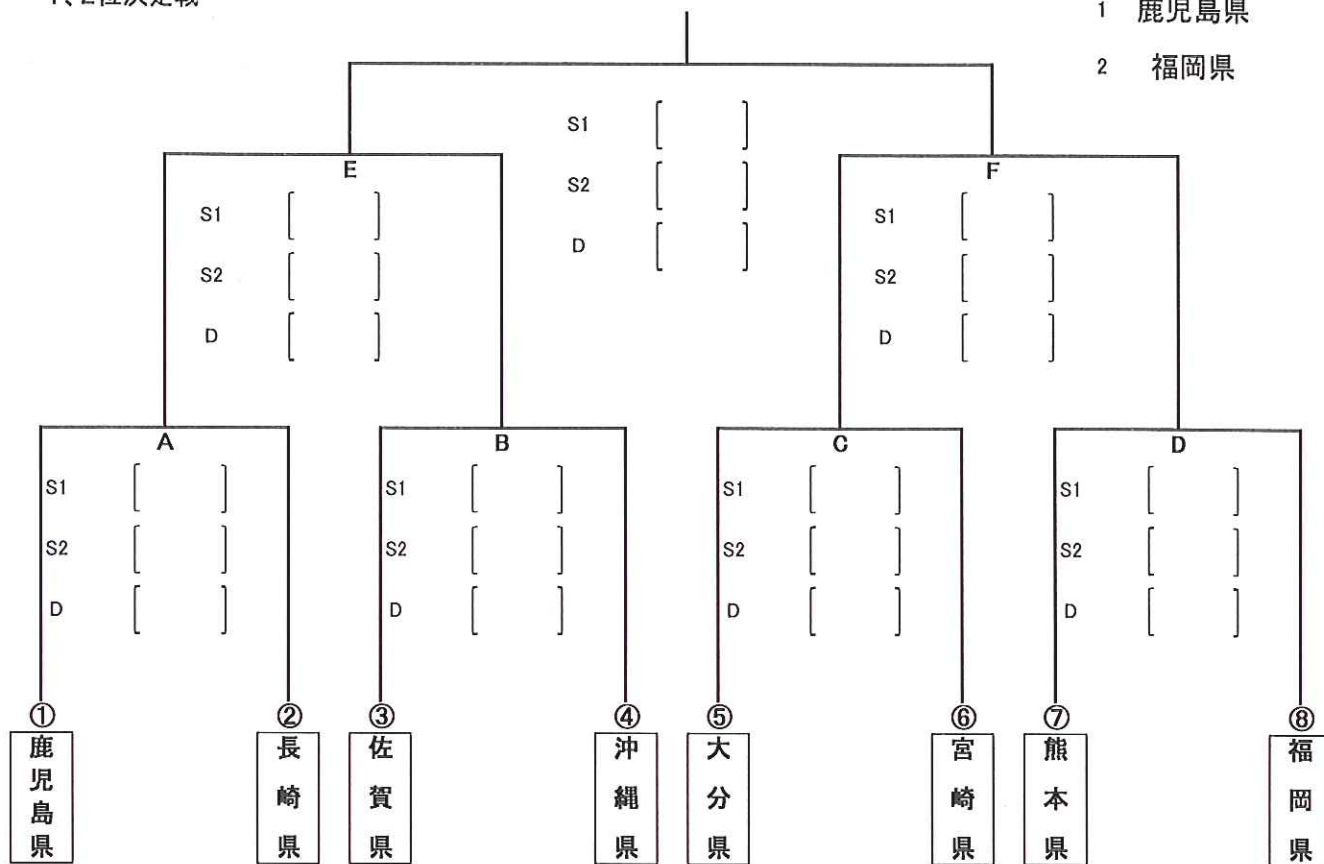 1、2位決定戦
1 鹿児島県
2 福岡県
S1 [ ]
S2 [ ]
D [ ]
E
S1 [ ]
S2 [ ]
D [ ]
F
S1 [ ]
S2 [ ]
D [ ]
A
S1 [ ]
S2 [ ]
D [ ]
B
S1 [ ]
S2 [ ]
D [ ]
C
S1 [ ]
S2 [ ]
D [ ]
D
S1 [ ]
S2 [ ]
D [ ]
① 鹿児島県
② 長崎県
③ 佐賀県
④ 沖縄県
⑤ 大分県
⑥ 宮崎県
⑦ 熊本県
⑧ 福岡県